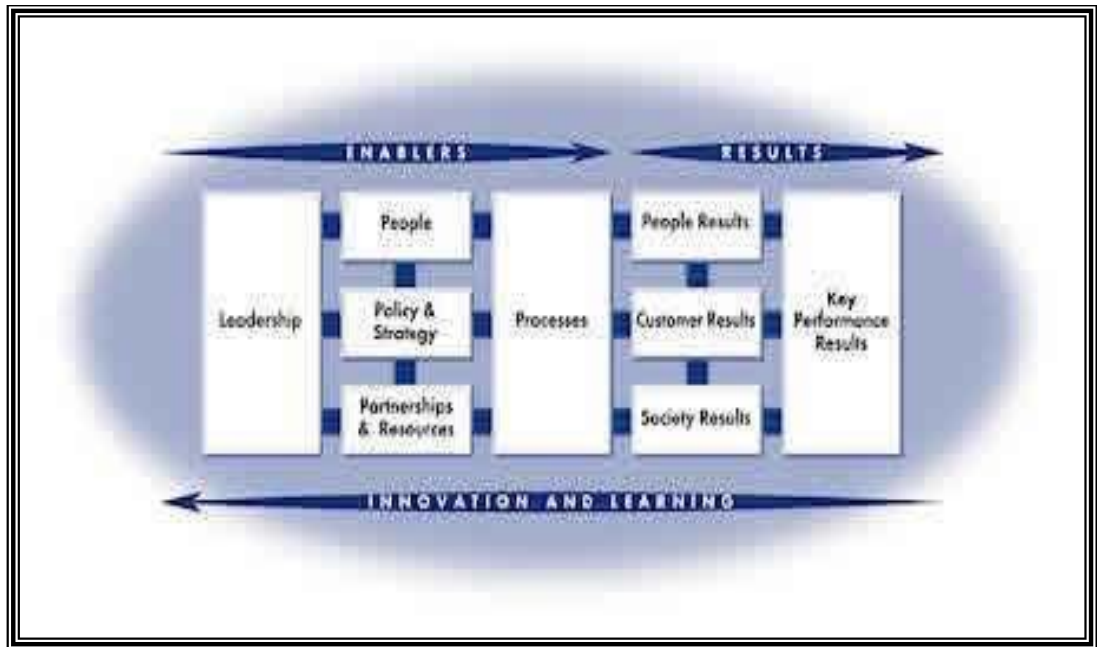 ENABLERS
RESULTS
Leadership
People
Policy &
Strategy
Partnerships
& Resources
Processes
People Results
Customer Results
Society Results
Key
Performance
Results
INNOVATION AND LEARNING